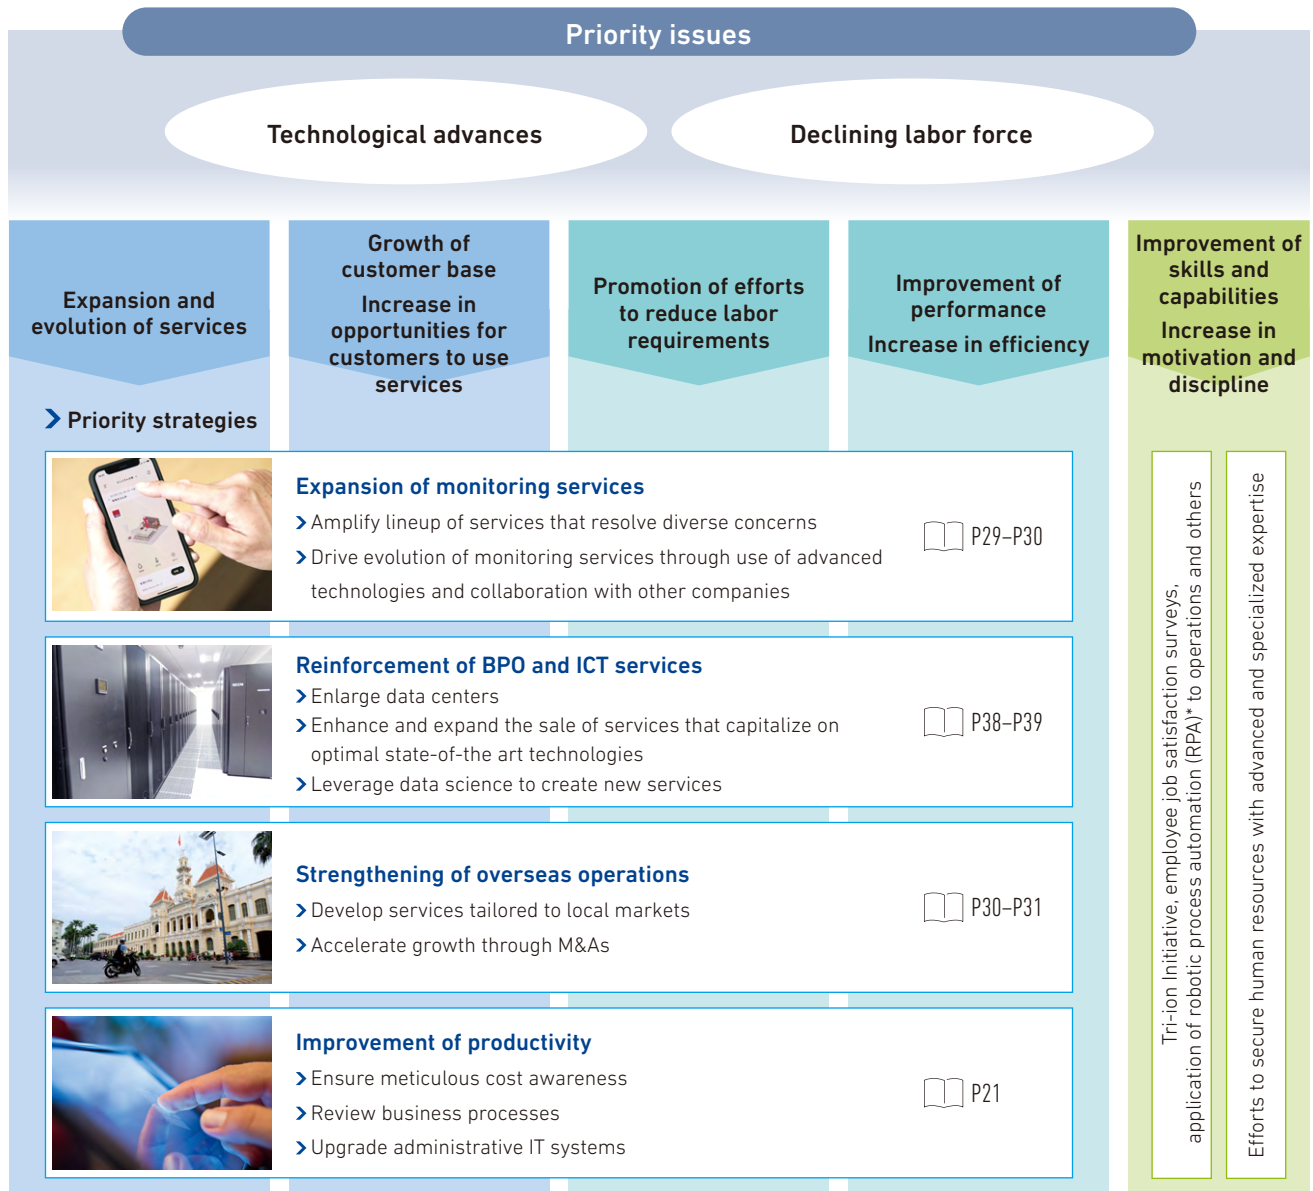 Priority issues
Technological advances
Declining labor force
Expansion and
evolution of services
Growth of
customer base
Increase in
opportunities for
customers to use
services
Promotion of efforts
to reduce labor
requirements
Improvement of
performance
Increase in efficiency
Improvement of
skills and
capabilities
Increase in
motivation and
discipline
Priority strategies
Expansion of monitoring services
Amplify lineup of services that resolve diverse concerns
Drive evolution of monitoring services through use of advanced
technologies and collaboration with other companies
P29–P30
Reinforcement of BPO and ICT services
Enlarge data centers
Enhance and expand the sale of services that capitalize on
optimal state-of-the art technologies
Leverage data science to create new services
P38–P39
Strengthening of overseas operations
Develop services tailored to local markets
Accelerate growth through M&As
P30–P31
Improvement of productivity
Ensure meticulous cost awareness
Review business processes
Upgrade administrative IT systems
P21
Tri-ion Initiative, employee job satisfaction surveys,
application of robotic process automation (RPA)* to operations and others
Efforts to secure human resources with advanced and specialized expertise